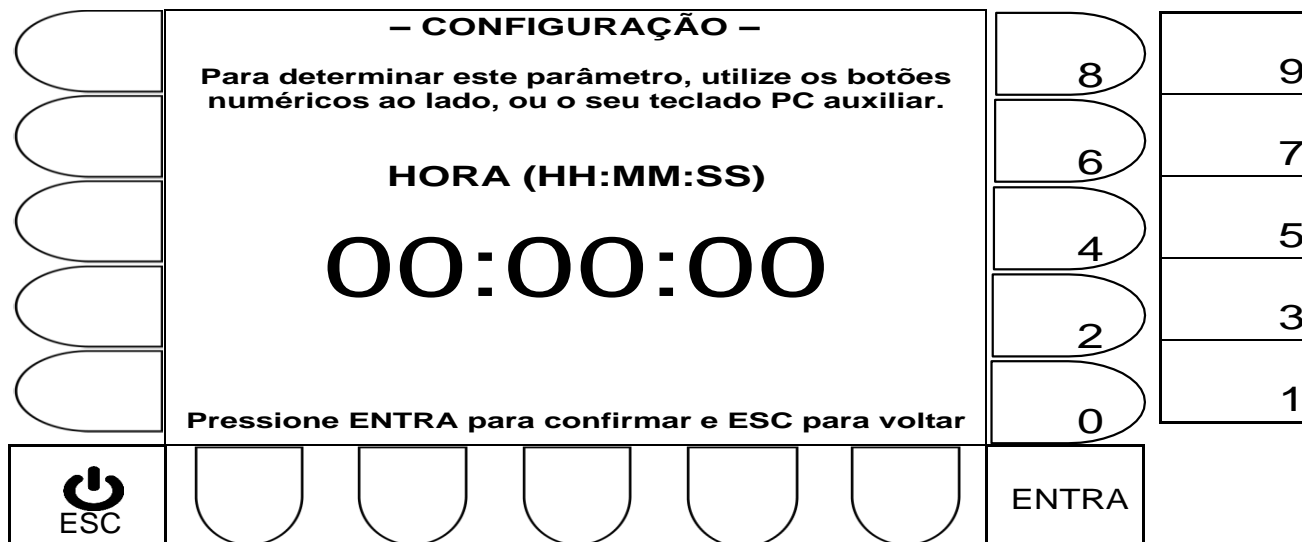 – CONFIGURAÇÃO –
Para determinar este parâmetro, utilize os botões
numéricos ao lado, ou o seu teclado PC auxiliar.
HORA (HH:MM:SS)
00:00:00
Pressione ENTRA para confirmar e ESC para voltar
8
9
6
7
4
5
2
3
0
1
ESC
ENTRA